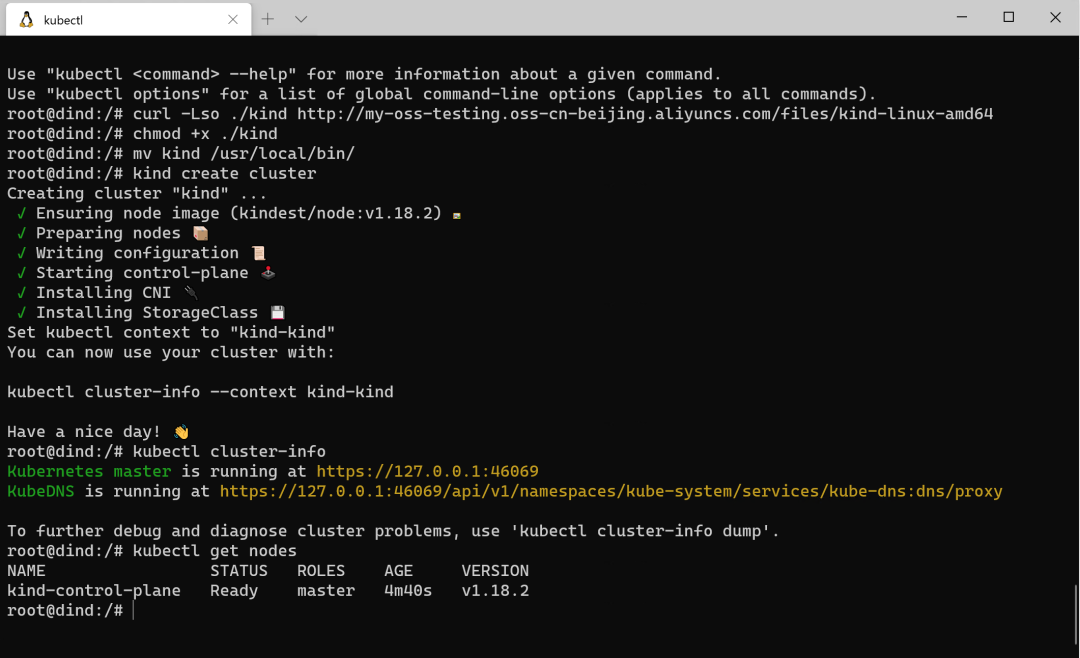 kubectl
Use "kubectl <command> --help" for more information about a given command.
Use "kubectl options" for a list of global command-line options (applies to all commands).
root@dind:/# curl -Lso ./kind http://my-oss-testing.oss-cn-beijing.aliyuncs.com/files/kind-linux-amd64
root@dind:/# chmod +x ./kind
root@dind:/# mv kind /usr/local/bin/
root@dind:/# kind create cluster
Creating cluster "kind" ...
✓ Ensuring node image (kindest/node:v1.18.2) 🖼
✓ Preparing nodes 📦
✓ Writing configuration 📜
✓ Starting control-plane 🕹️
✓ Installing CNI 🔌
✓ Installing StorageClass 💾
Set kubectl context to "kind-kind"
You can now use your cluster with:
kubectl cluster-info --context kind-kind
Have a nice day! 👋
root@dind:/# kubectl cluster-info
Kubernetes master is running at https://127.0.0.1:46069
KubeDNS is running at https://127.0.0.1:46069/api/v1/namespaces/kube-system/services/kube-dns:dns/proxy
To further debug and diagnose cluster problems, use 'kubectl cluster-info dump'.
root@dind:/# kubectl get nodes
NAME STATUS ROLES AGE VERSION
kind-control-plane Ready master 4m40s v1.18.2
root@dind:/#